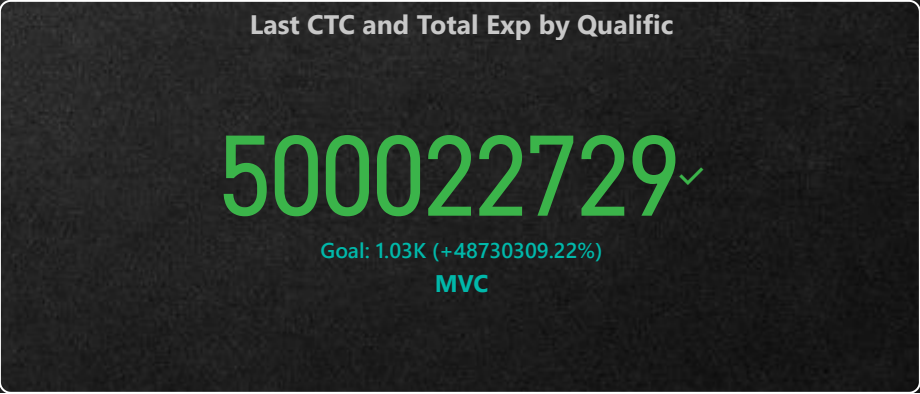 Last CTC and Total Exp by Qualific
500022729
Goal: 1.03K (+48730309.22%)
MVC